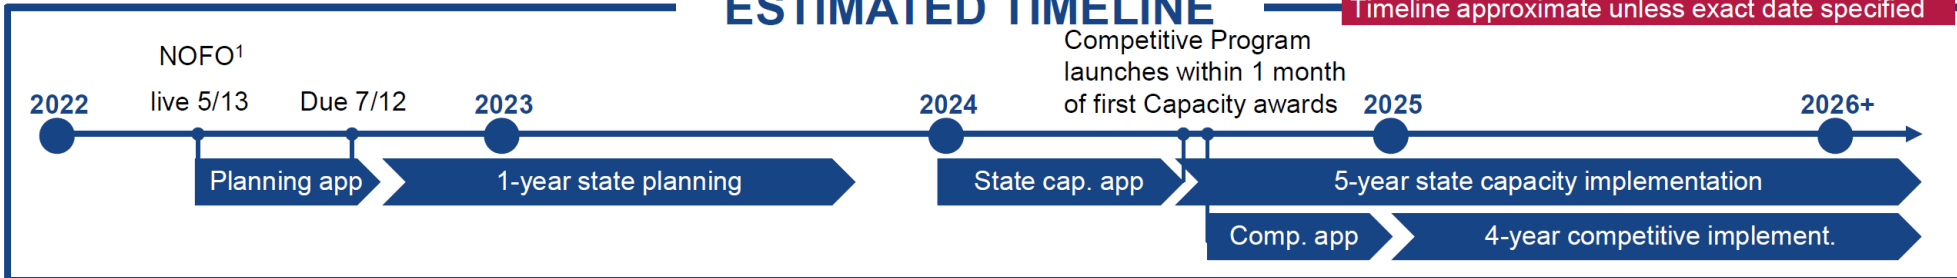 ESTIMATED TIMELINE
Timeline approximate unless exact date specified
NOFO¹
live 5/13
Due 7/12
Competitive Program
launches within 1 month
of first Capacity awards
2022
2023
2024
2025
2026+
Planning app
1-year state planning
State cap. app
5-year state capacity implementation
Comp. app
4-year competitive implement.